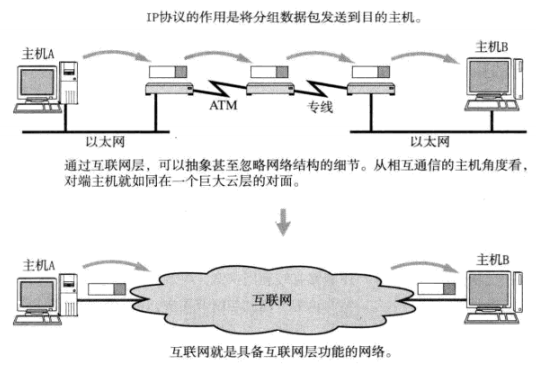 IP协议的作用是将分组数据包发送到目的主机。
主机A
主机B
ATM
专线
以太网
以太网
通过互联网层，可以抽象甚至忽略网络结构的细节。从相互通信的主机角度看，
对端主机就如同在一个巨大云层的对面。
主机A
主机B
互联网
互联网就是具备互联网层功能的网络。